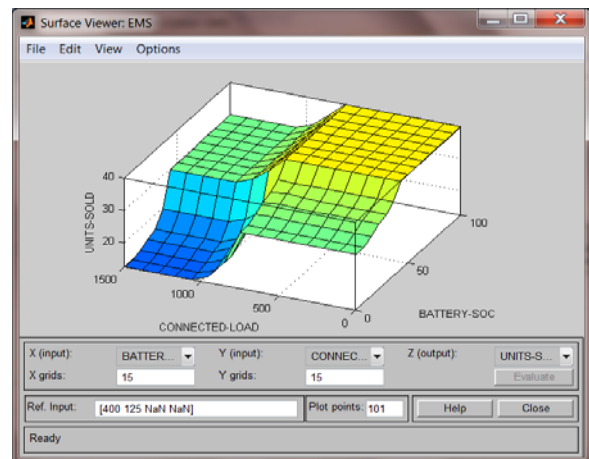 Surface Viewer: EMS
File Edit View Options
40
30
20
UNITS-SOLD
1500
1000
500
0
CONNECTED-LOAD
0
50
100
BATTERY-SOC
X (input): BATTER... Y (input): CONNEC... Z (output): UNITS-S...
X grids: 15 Y grids: 15 Evaluate
Ref. Input: [400 125 NaN NaN] Plot points: 101 Help Close
Ready